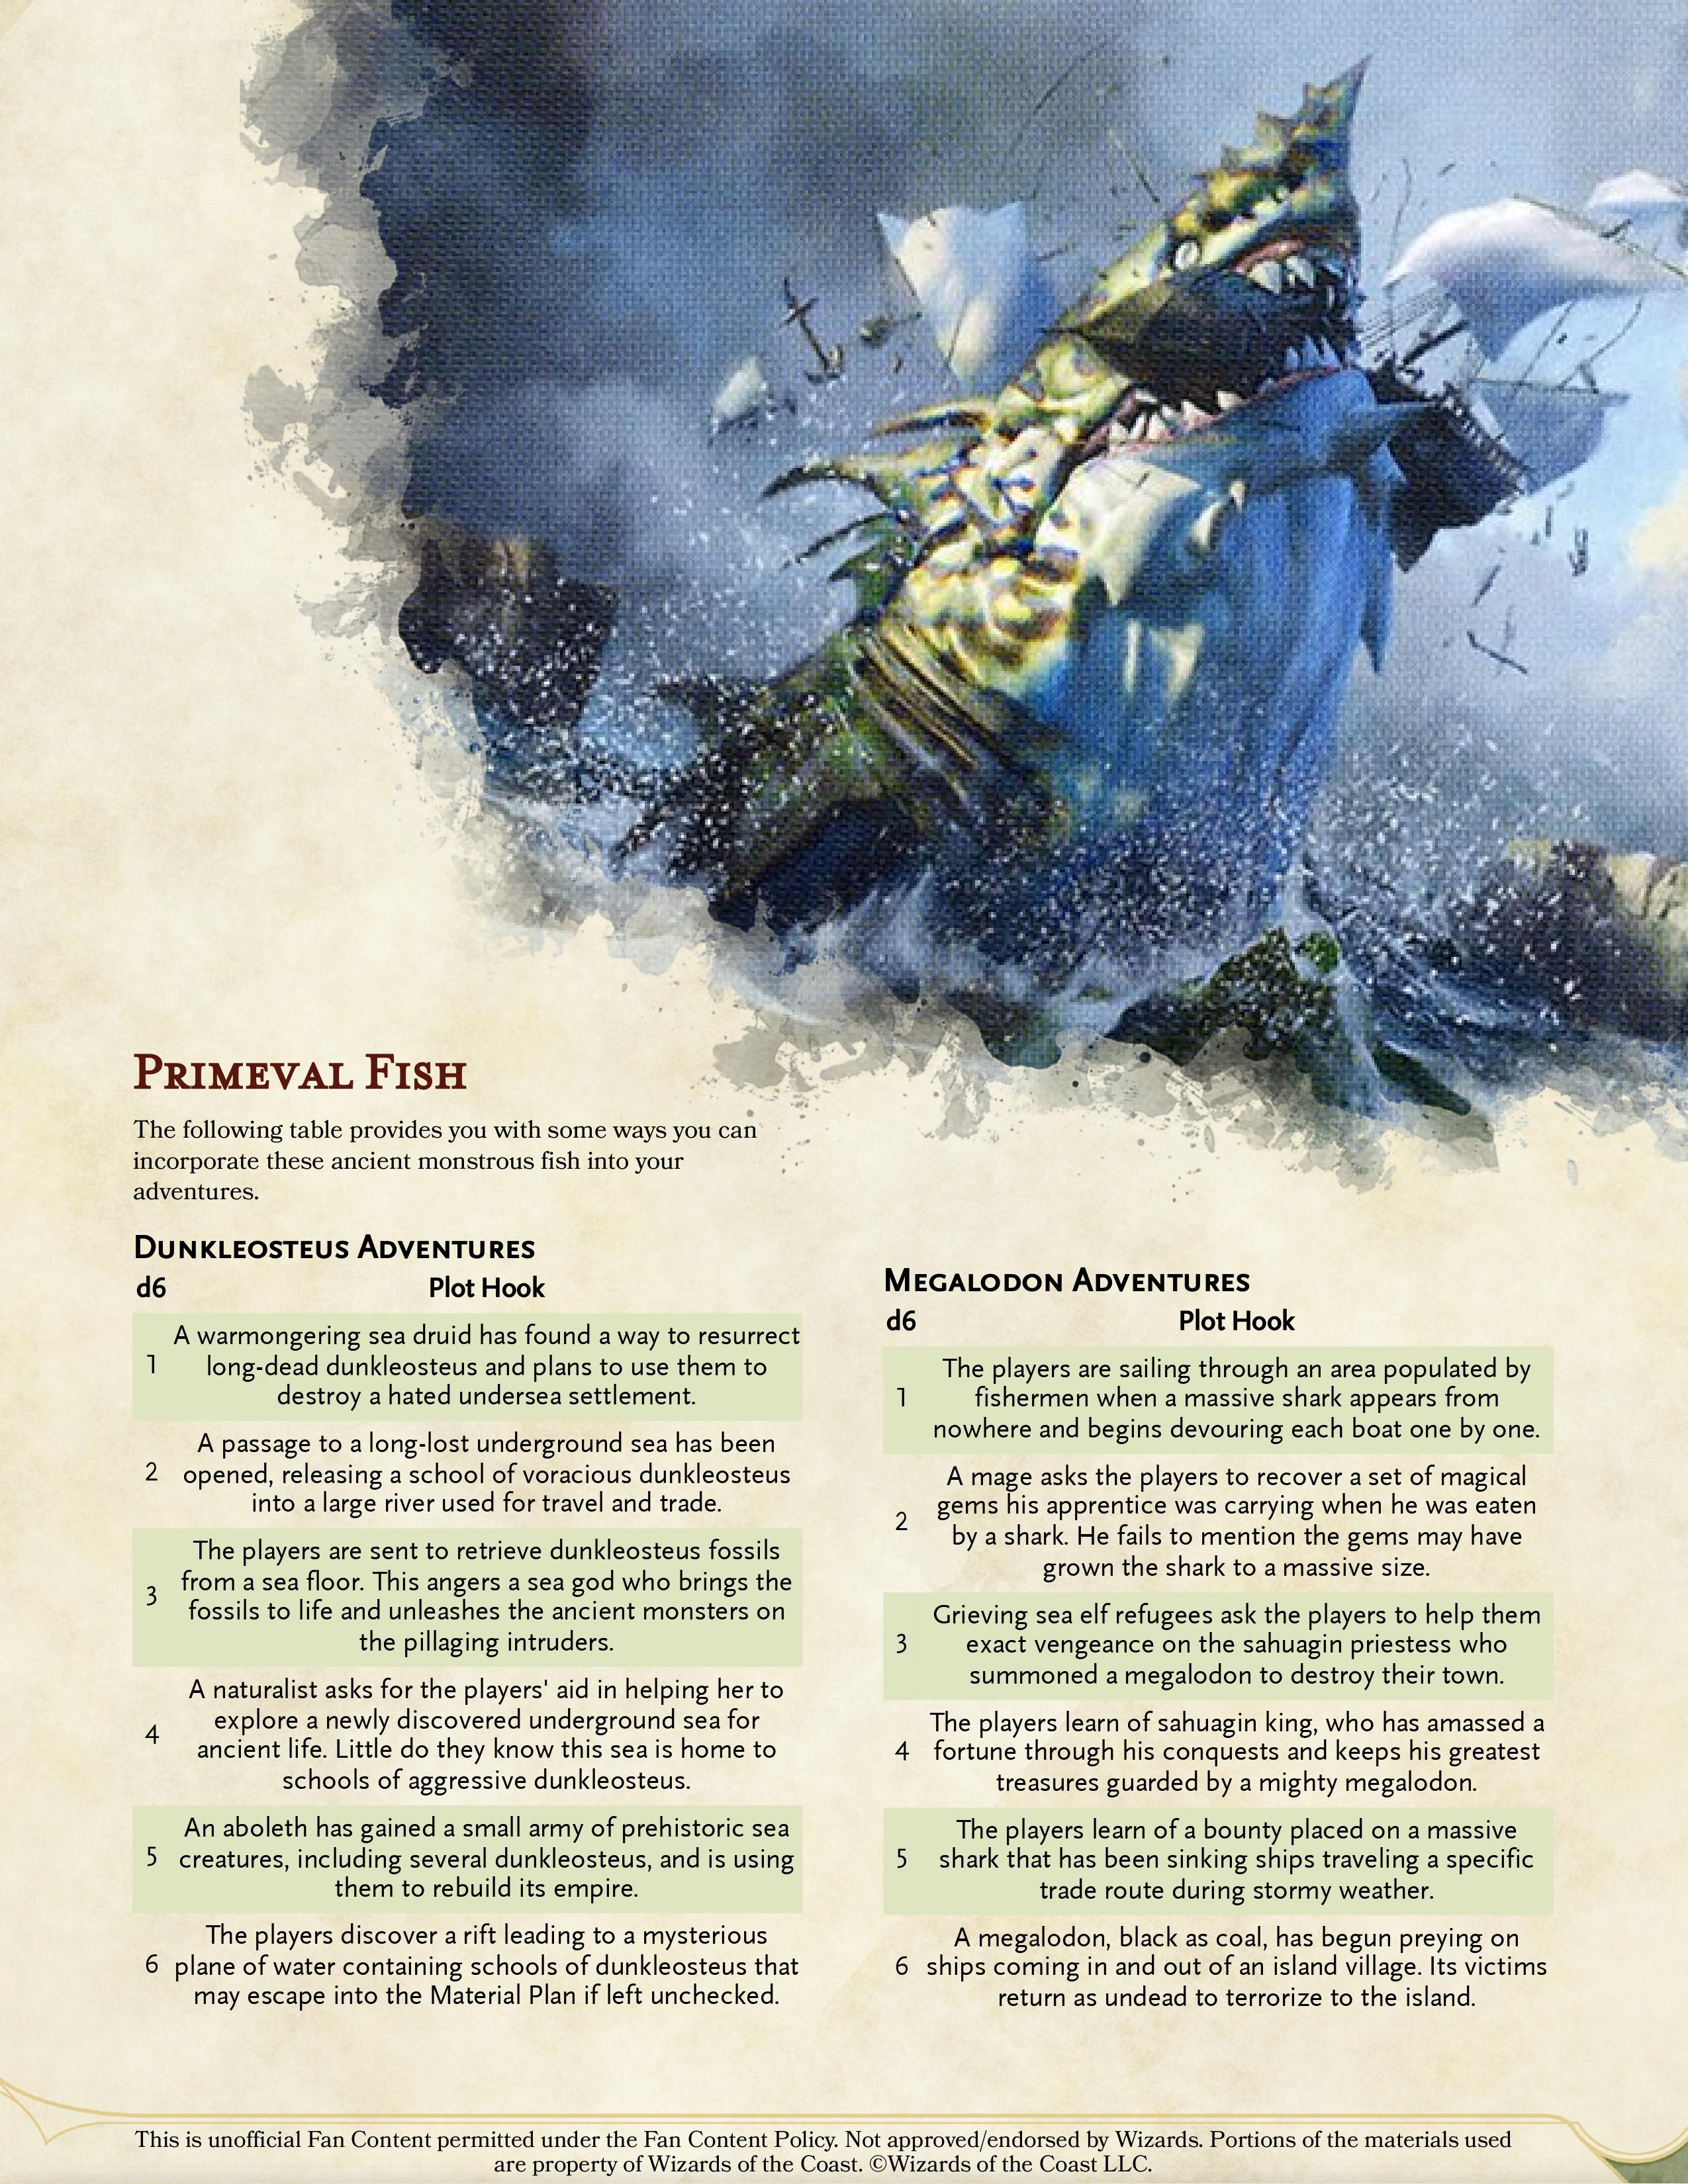 Primeval Fish
The following table provides you with some ways you can
incorporate these ancient monstrous fish into your
adventures.
Dunkleosteus Adventures
d6 Plot Hook
1 A warmongering sea druid has found a way to resurrect
long-dead dunkleosteus and plans to use them to
destroy a hated undersea settlement.
2 A passage to a long-lost underground sea has been
opened, releasing a school of voracious dunkleosteus
into a large river used for travel and trade.
3 The players are sent to retrieve dunkleosteus fossils
from a sea floor. This angers a sea god who brings the
fossils to life and unleashes the ancient monsters on
the pillaging intruders.
4 A naturalist asks for the players' aid in helping her to
explore a newly discovered underground sea for
ancient life. Little do they know this sea is home to
schools of aggressive dunkleosteus.
5 An aboleth has gained a small army of prehistoric sea
creatures, including several dunkleosteus, and is using
them to rebuild its empire.
6 The players discover a rift leading to a mysterious
plane of water containing schools of dunkleosteus that
may escape into the Material Plan if left unchecked.
Megalodon Adventures
d6 Plot Hook
1 The players are sailing through an area populated by
fishermen when a massive shark appears from
nowhere and begins devouring each boat one by one.
2 A mage asks the players to recover a set of magical
gems his apprentice was carrying when he was eaten
by a shark. He fails to mention the gems may have
grown the shark to a massive size.
3 Grieving sea elf refugees ask the players to help them
exact vengeance on the sahuagin priestess who
summoned a megalodon to destroy their town.
4 The players learn of sahuagin king, who has amassed a
fortune through his conquests and keeps his greatest
treasures guarded by a mighty megalodon.
5 The players learn of a bounty placed on a massive
shark that has been sinking ships traveling a specific
trade route during stormy weather.
6 A megalodon, black as coal, has begun preying on
ships coming in and out of an island village. Its victims
return as undead to terrorize to the island.
This is unofficial Fan Content permitted under the Fan Content Policy. Not approved/endorsed by Wizards. Portions of the materials used
are property of Wizards of the Coast. ©Wizards of the Coast LLC.